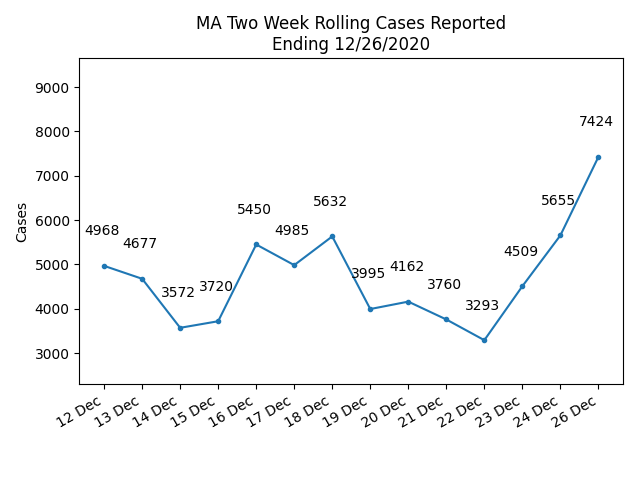 MA Two Week Rolling Cases Reported
Ending 12/26/2020
Cases
9000
8000
7000
6000
5000
4000
3000
4968
4677
3572
3720
5450
4985
5632
3995
4162
3760
3293
4509
5655
7424
12 Dec
13 Dec
14 Dec
15 Dec
16 Dec
17 Dec
18 Dec
19 Dec
20 Dec
21 Dec
22 Dec
23 Dec
24 Dec
26 Dec